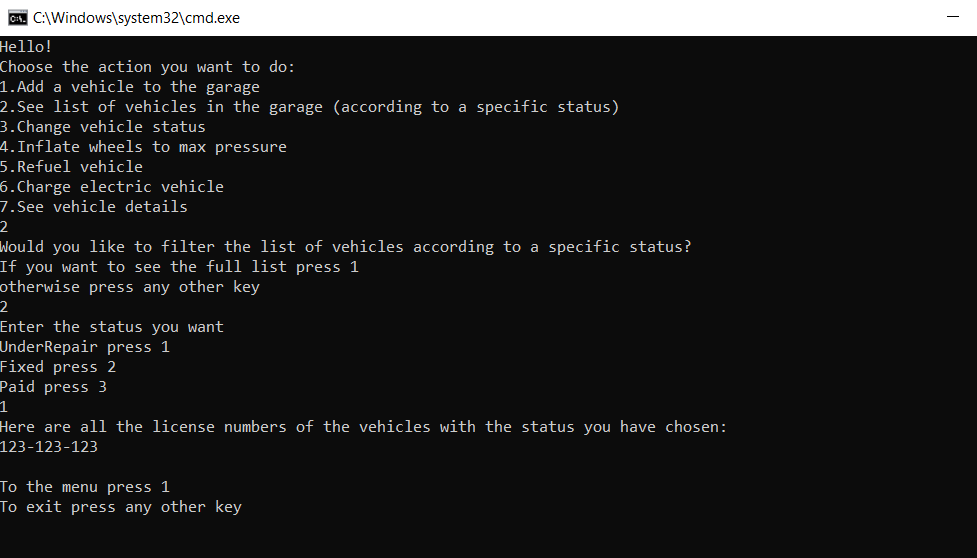 C:\Windows\system32\cmd.exe
Hello!
Choose the action you want to do:
1.Add a vehicle to the garage
2.See list of vehicles in the garage (according to a specific status)
3.Change vehicle status
4.Inflate wheels to max pressure
5.Refuel vehicle
6.Charge electric vehicle
7.See vehicle details
2
Would you like to filter the list of vehicles according to a specific status?
If you want to see the full list press 1
otherwise press any other key
2
Enter the status you want
UnderRepair press 1
Fixed press 2
Paid press 3
1
Here are all the license numbers of the vehicles with the status you have chosen:
123-123-123
To the menu press 1
To exit press any other key